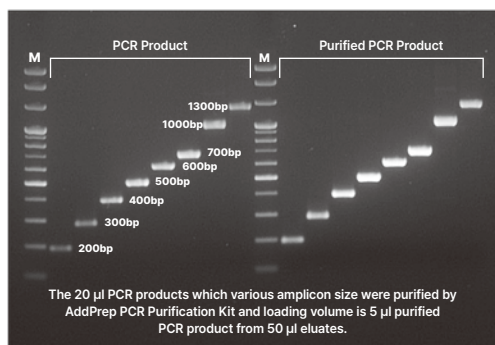 PCR Product
Purified PCR Product
M
M
1300bp
1000bp
700bp
600bp
500bp
400bp
300bp
200bp
The 20 µl PCR products which various amplicon size were purified by
AddPrep PCR Purification Kit and loading volume is 5 µl purified
PCR product from 50 µl eluates.